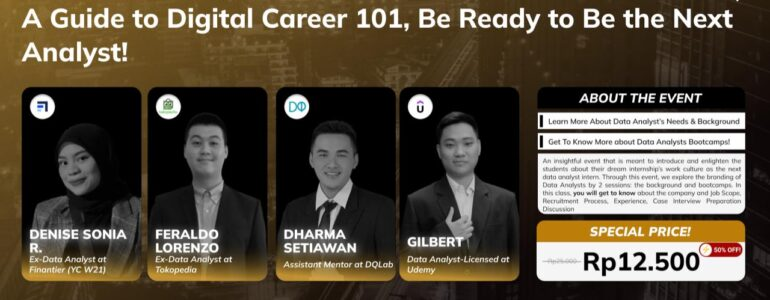 A Guide to Digital Career 101, Be Ready to Be the Next
Analyst!
DENISE SONIA
R.
Ex-Data Analyst at
Finantier (YC W21)
FERALDO
LORENZO
Ex-Data Analyst at
Tokopedia
DHARMA
SETIAWAN
Assistant Mentor at DQLab
GILBERT
Data Analyst-Licensed at
Udemy
ABOUT THE EVENT
Learn More About Data Analyst's Needs & Background
Get To Know More about Data Analysts Bootcamps!
An insightful event that is meant to introduce and enlighten the
students about their dream internship's work culture as the next
data analyst intern. Through this event, we explore the branding of
Data Analysts by 2 sessions: the background and bootcamps. In
this class, you will get to know about the company and Job Scope,
Recruitment Process, Experience, Case Interview Preparation
Discussion
SPECIAL PRICE!
50% OFF!
Rp25.000
Rp12.500